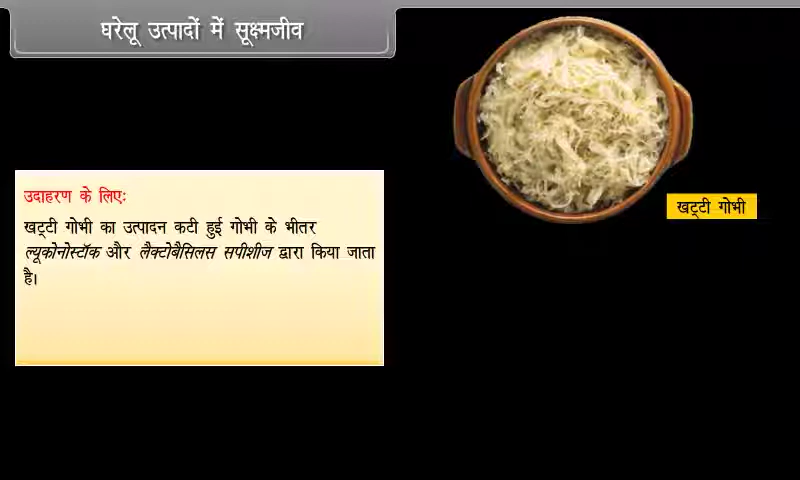 घरेलू उत्पादों में सूक्ष्मजीव
उदाहरण के लिए:
खट्टी गोभी का उत्पादन कटी हुई गोभी के भीतर
ल्यूकोनोस्टॉक और लैक्टोबैसिलस सपीशीज द्वारा किया जाता
है।
खट्टी गोभी